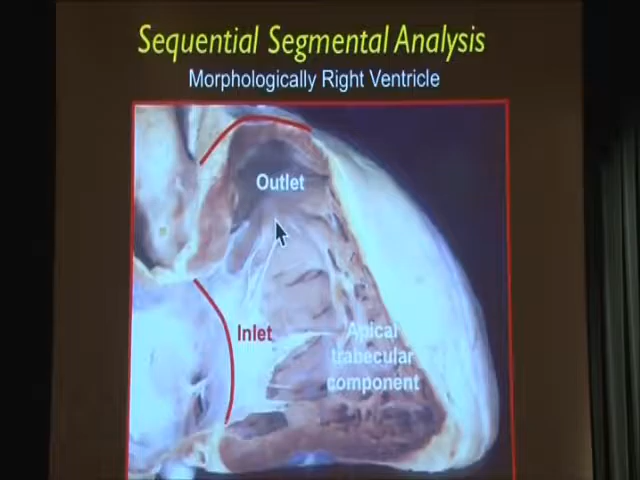 Sequential Segmental Analysis
Morphologically Right Ventricle
Outlet
Inlet
Apical
trabecular
component